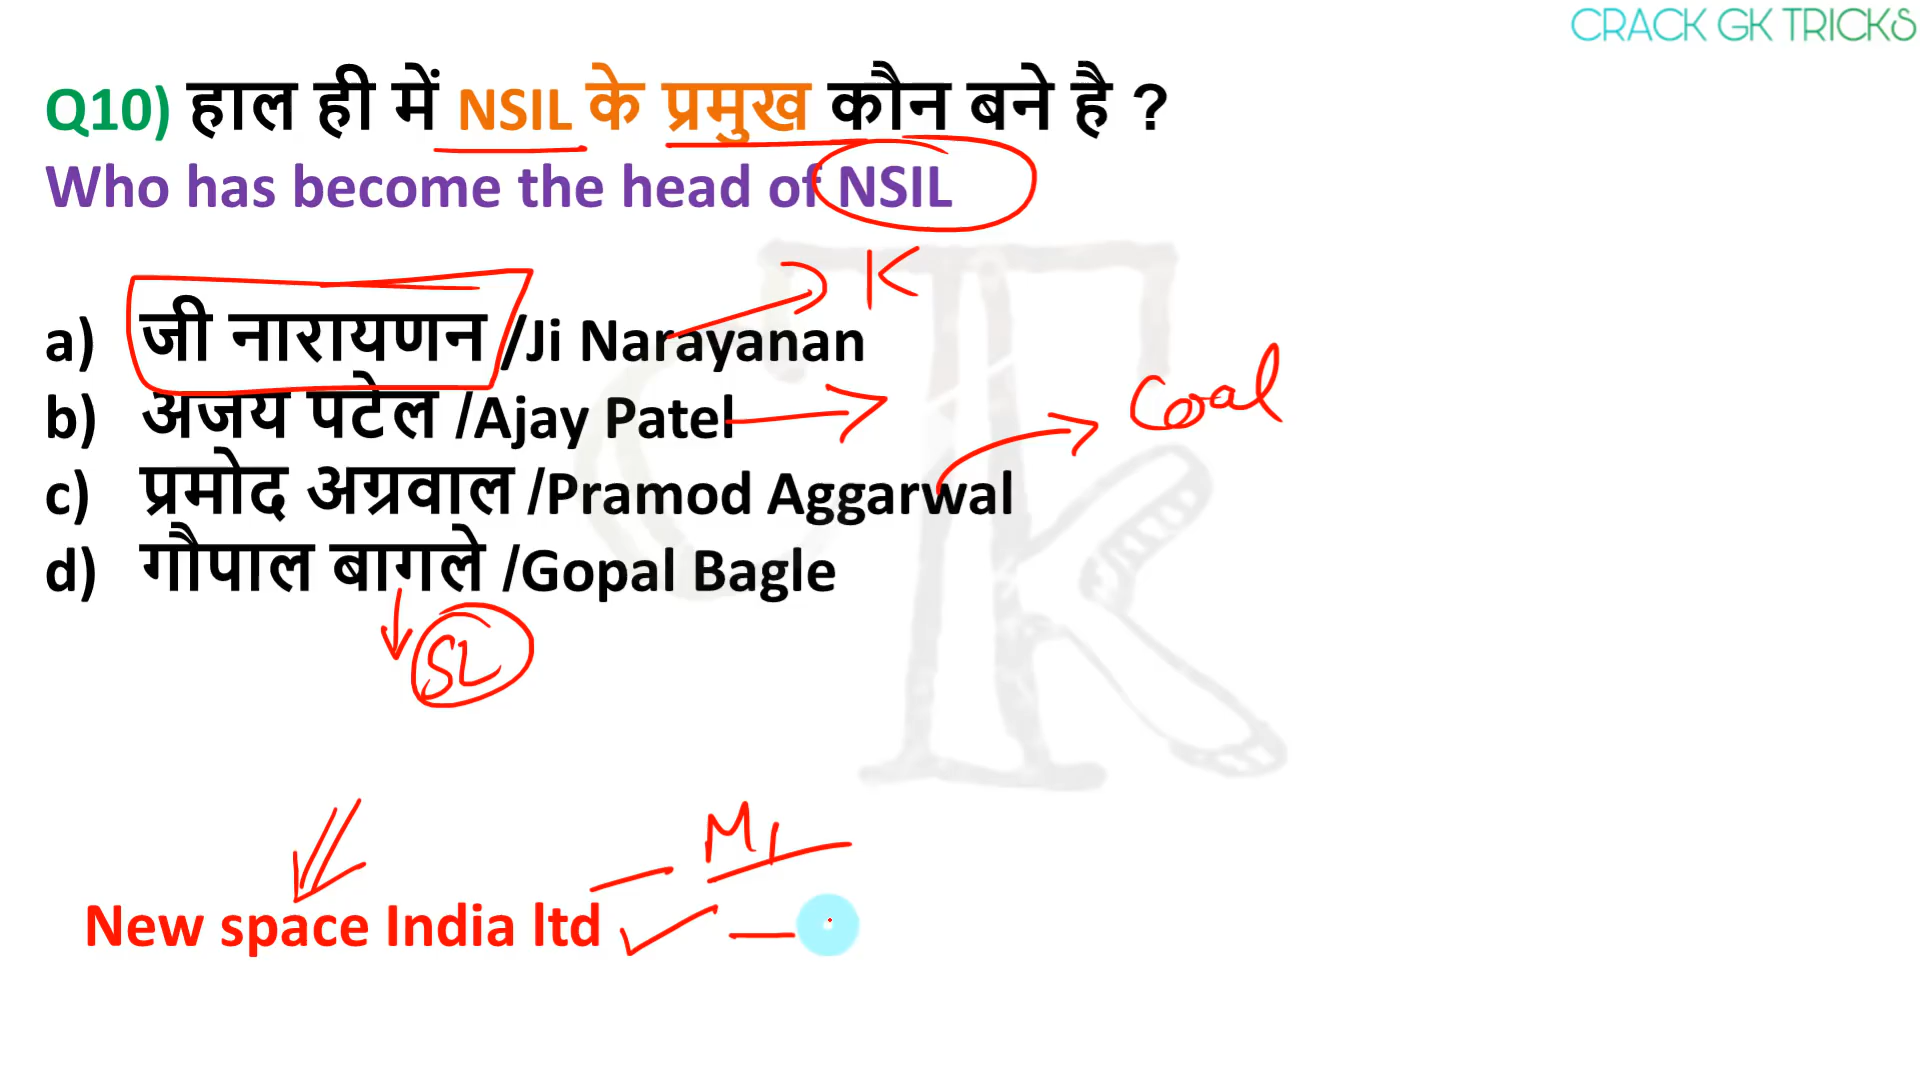 CRACK GK TRICKS
Q10) हाल ही में NSIL के प्रमुख कौन बने है ?
Who has become the head of NSIL
K
a) जी नारायणन /Ji Narayanan
b) अजय पटेल /Ajay Patel
Coal
c) प्रमोद अग्रवाल /Pramod Aggarwal
d) गौपाल बागले /Gopal Bagle
SL
New space India ltd